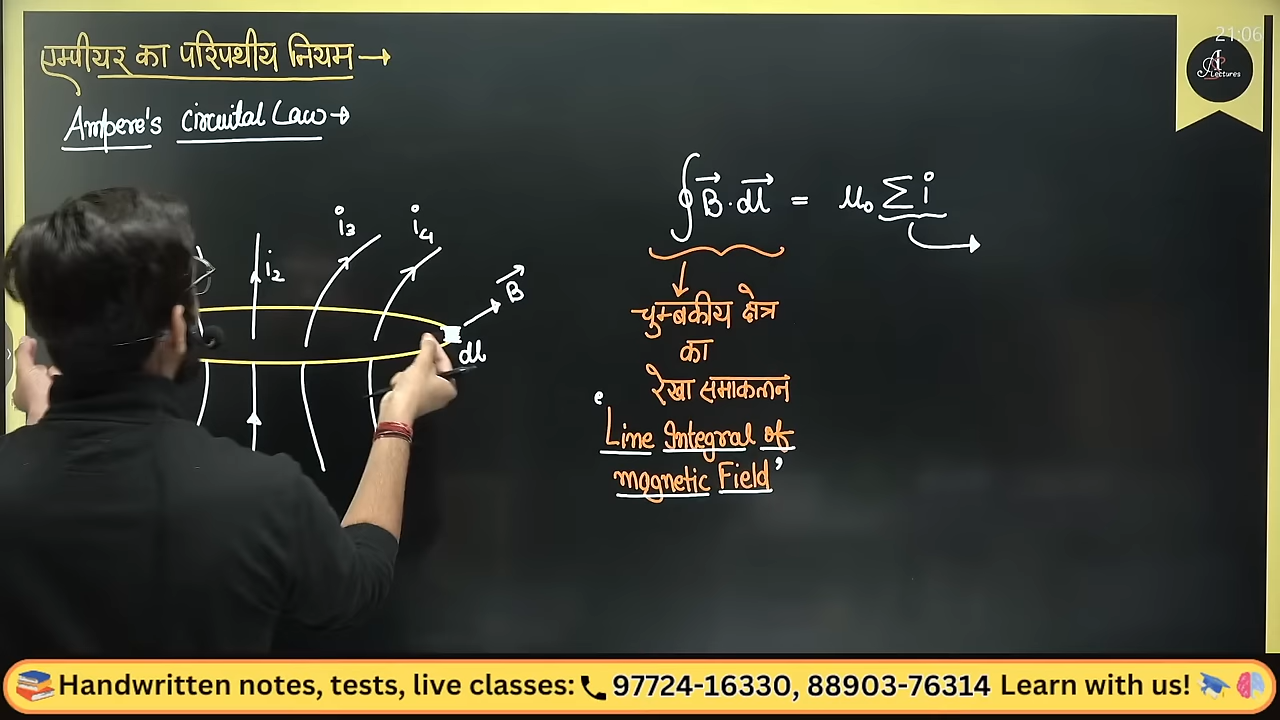 एम्पीयर का परिपथीय नियम →
21:06
A Lectures
Ampere's circuital Law →
∮ B⃗ · dl⃗ = μ₀ Σi
i₂
i₃
i₄
B⃗
dl
चुम्बकीय क्षेत्र
का
रेखा समाकलन
'Line Integral of
magnetic Field'
Handwritten notes, tests, live classes: 97724-16330, 88903-76314 Learn with us!